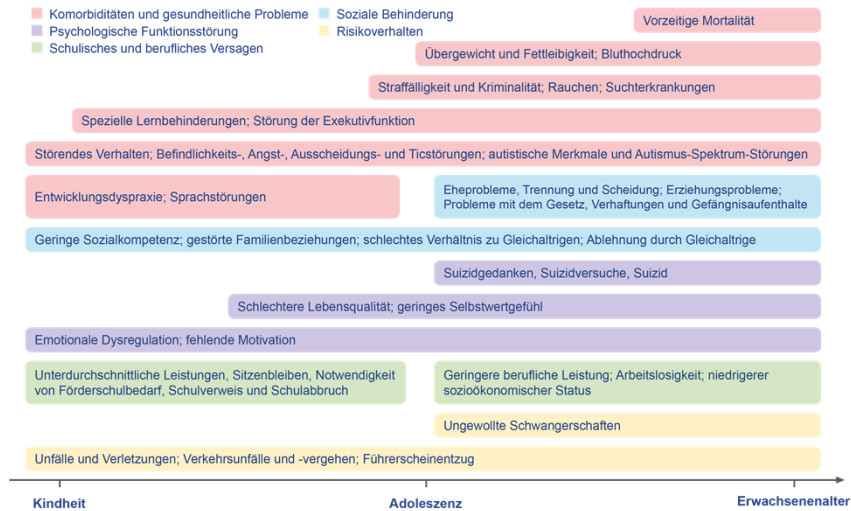 Komorbiditäten und gesundheitliche Probleme
Soziale Behinderung
Psychologische Funktionsstörung
Risikoverhalten
Schulisches und berufliches Versagen
Vorzeitige Mortalität
Übergewicht und Fettleibigkeit; Bluthochdruck
Straffälligkeit und Kriminalität; Rauchen; Suchterkrankungen
Spezielle Lernbehinderungen; Störung der Exekutivfunktion
Störendes Verhalten; Befindlichkeits-, Angst-, Ausscheidungs- und Ticstörungen; autistische Merkmale und Autismus-Spektrum-Störungen
Entwicklungsdyspraxie; Sprachstörungen
Eheprobleme, Trennung und Scheidung; Erziehungsprobleme;
Probleme mit dem Gesetz, Verhaftungen und Gefängnisaufenthalte
Geringe Sozialkompetenz; gestörte Familienbeziehungen; schlechtes Verhältnis zu Gleichaltrigen; Ablehnung durch Gleichaltrige
Suizidgedanken, Suizidversuche, Suizid
Schlechtere Lebensqualität; geringes Selbstwertgefühl
Emotionale Dysregulation; fehlende Motivation
Unterdurchschnittliche Leistungen, Sitzenbleiben, Notwendigkeit
von Förderschulbedarf, Schulverweis und Schulabbruch
Geringere berufliche Leistung; Arbeitslosigkeit; niedrigerer
sozioökonomischer Status
Ungewollte Schwangerschaften
Unfälle und Verletzungen; Verkehrsunfälle und -vergehen; Führerscheinentzug
Kindheit
Adoleszenz
Erwachsenenalter